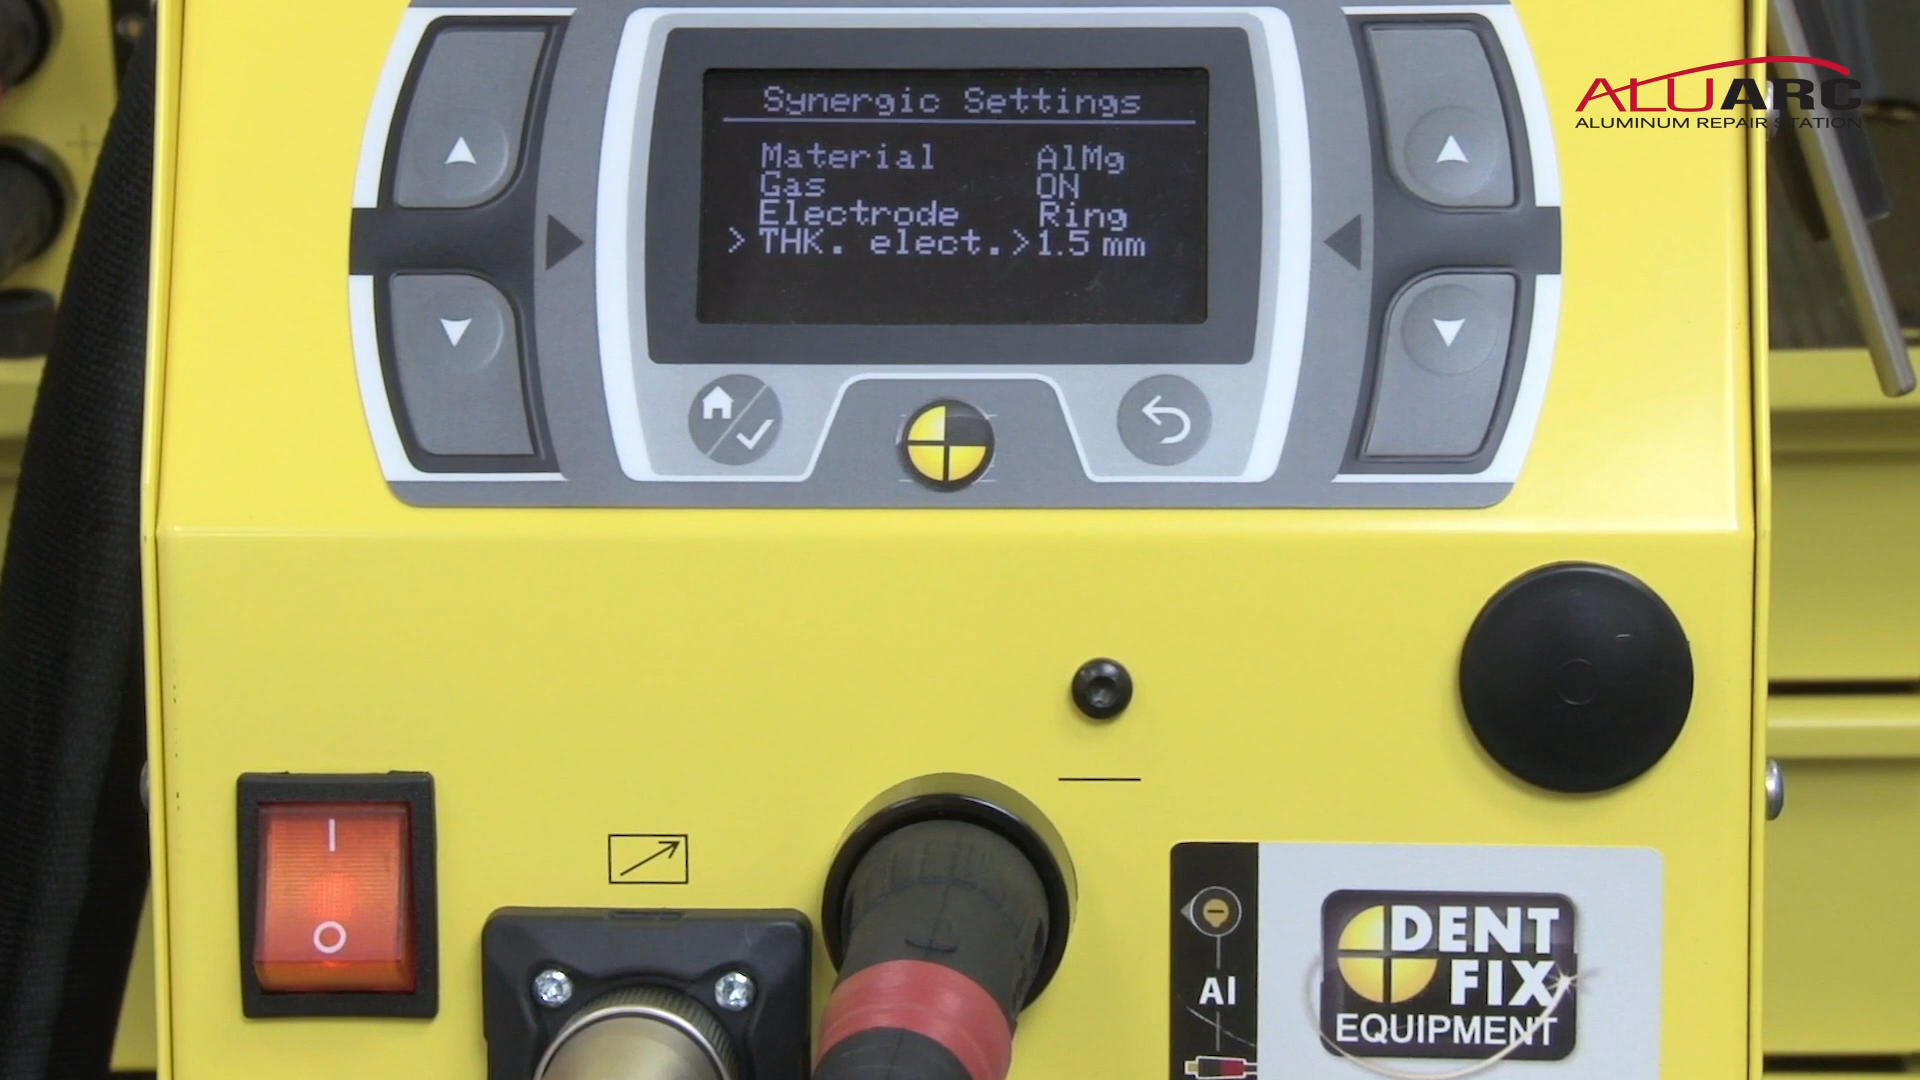 ALUARC
ALUMINUM REPAIR STATION
Synergic Settings
Material AlMg
Gas ON
Electrode Ring
> THK. elect.>1.5 mm
I
O
Al
DENT
FIX
EQUIPMENT